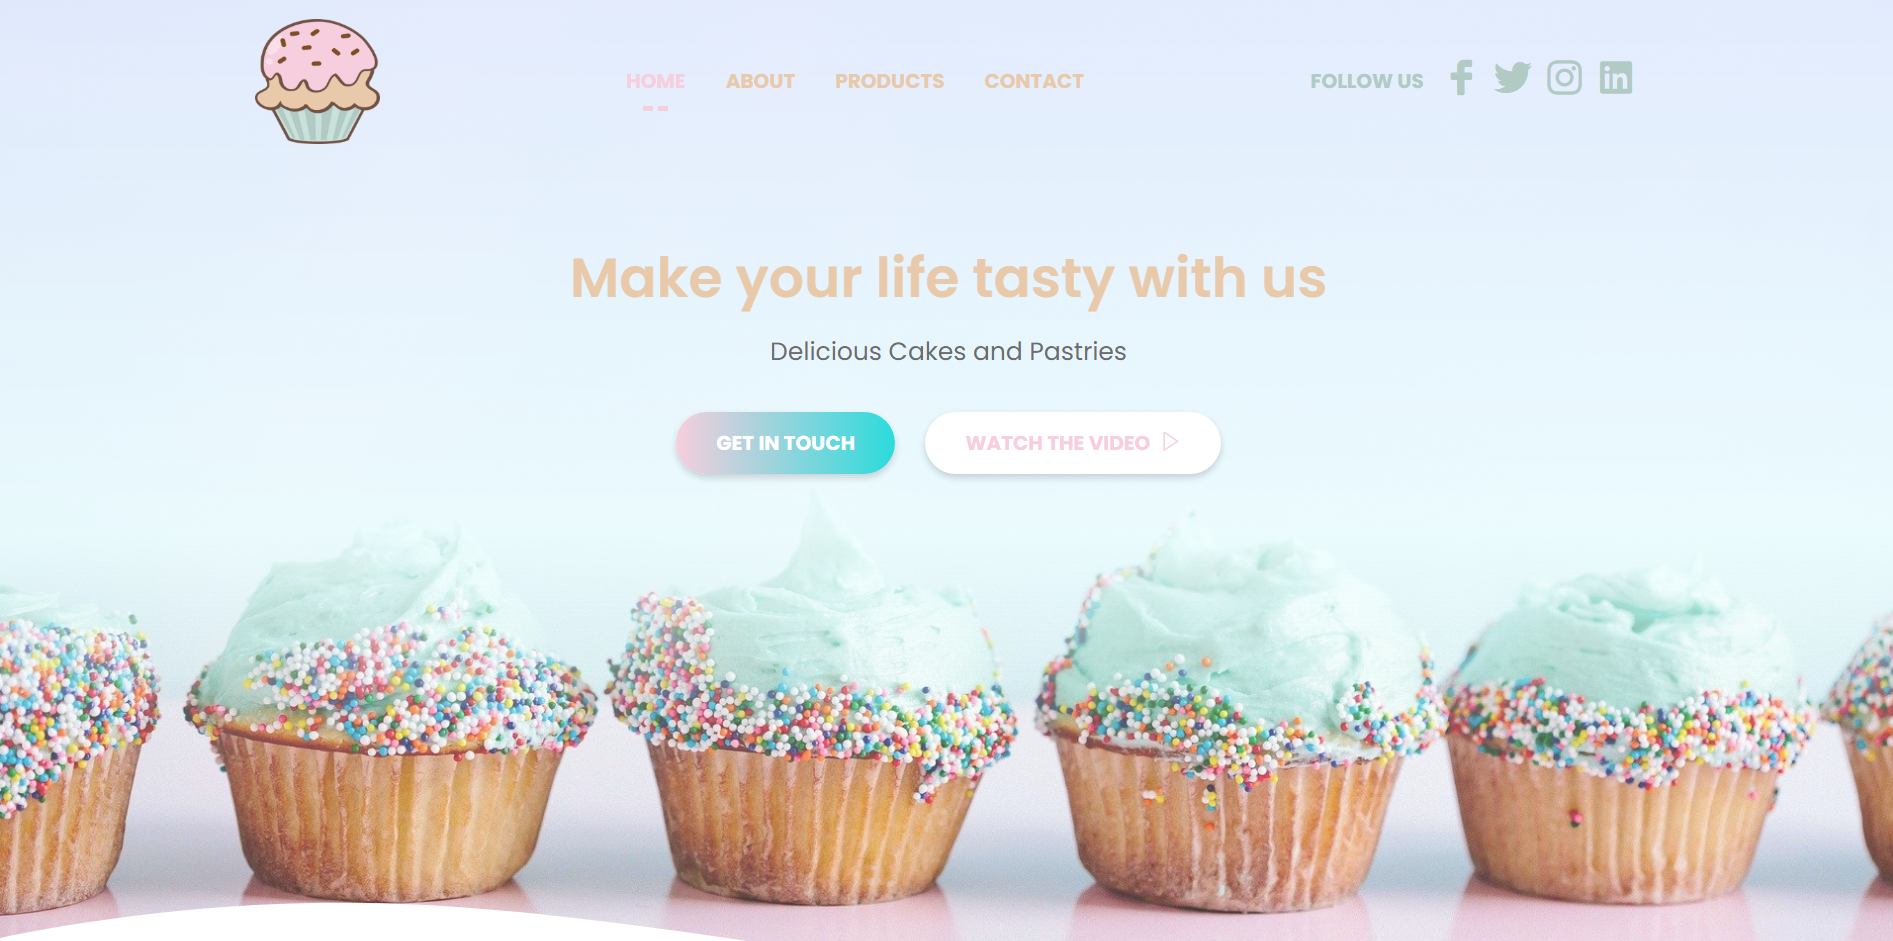 HOME ABOUT PRODUCTS CONTACT FOLLOW US
Make your life tasty with us
Delicious Cakes and Pastries
GET IN TOUCH WATCH THE VIDEO